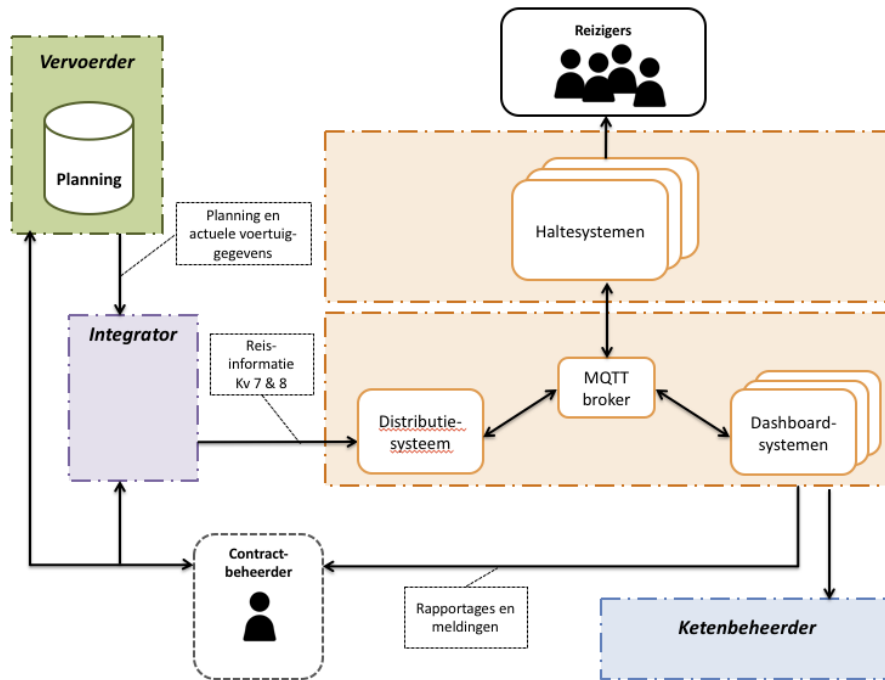 Reizigers
Vervoerder
Planning
Planning en
actuele voertuig-
gegevens
Haltesystemen
Integrator
Reis-
informatie
Kv 7 & 8
MQTT
broker
Distributie-
systeem
Dashboard-
systemen
Contract-
beheerder
Rapportages en
meldingen
Ketenbeheerder